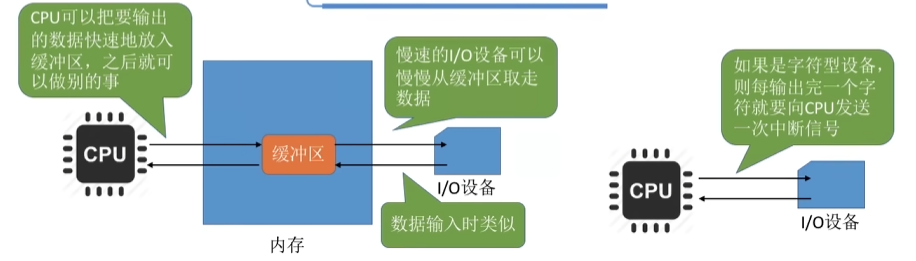 CPU可以把要输出
的数据快速地放入
缓冲区，之后就可
以做别的事
慢速的I/O设备可以
慢慢从缓冲区取走
数据
如果是字符型设备，
则每输出完一个字
符就要向CPU发送
一次中断信号
CPU
缓冲区
I/O设备
数据输入时类似
内存
CPU
I/O设备